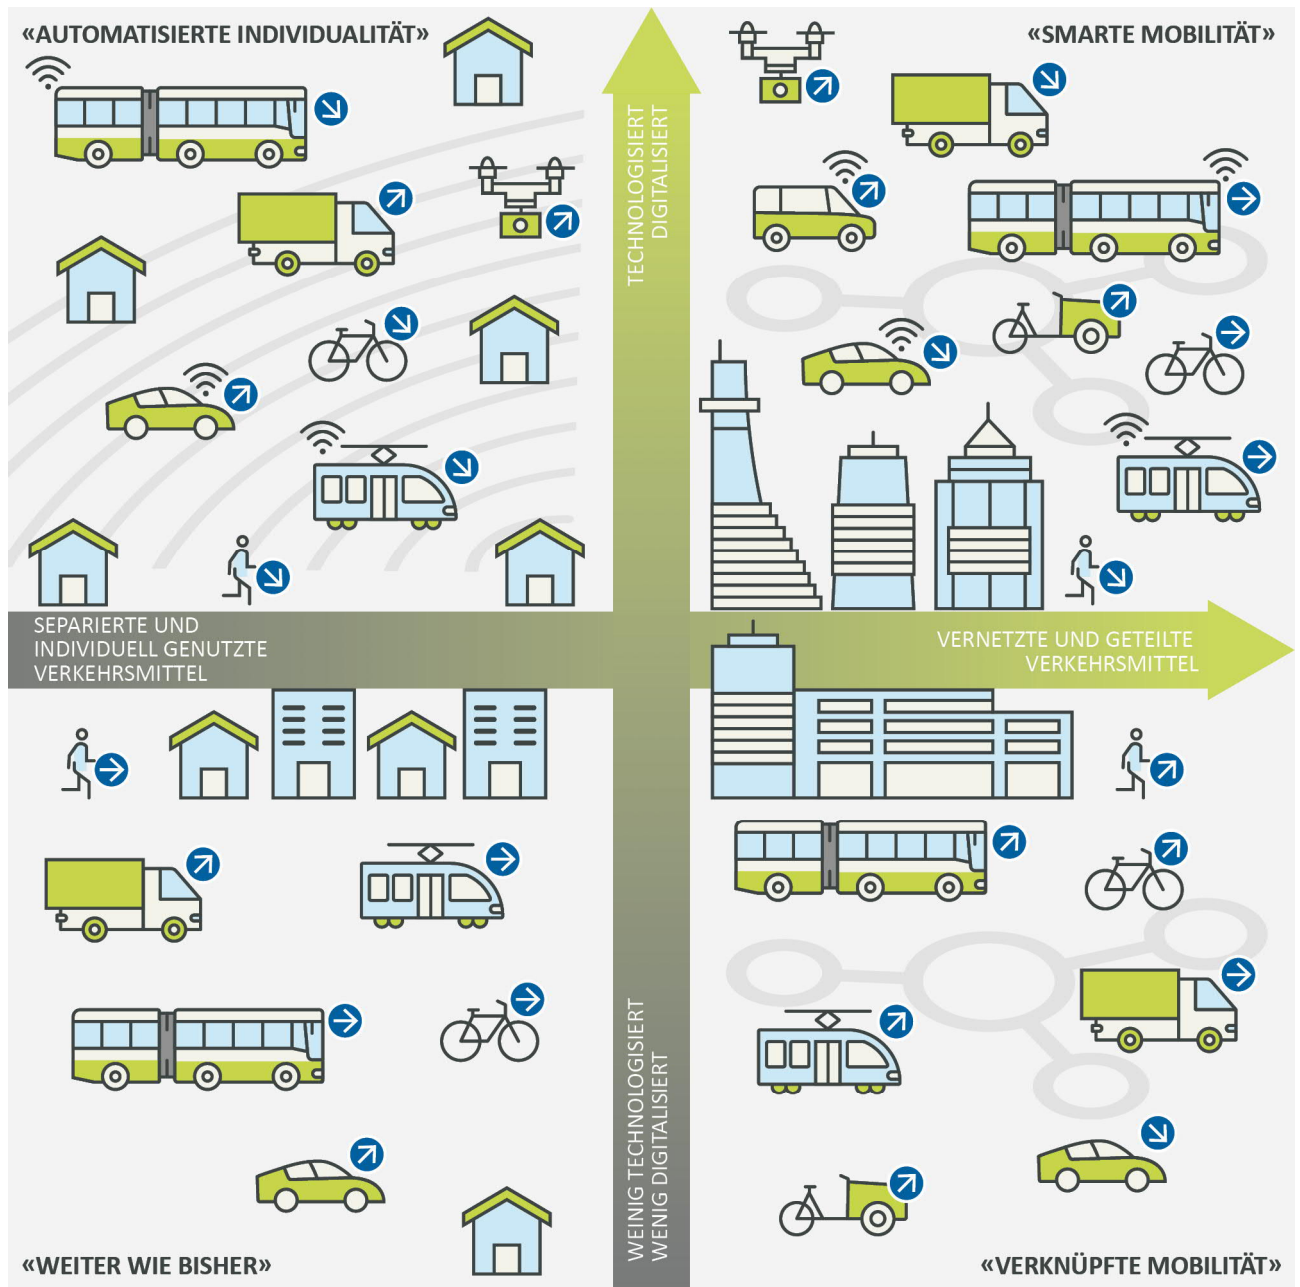 «AUTOMATISIERTE INDIVIDUALITÄT»
«SMARTE MOBILITÄT»
TECHNOLOGISIERT
DIGITALISIERT
SEPARIERTE UND
INDIVIDUELL GENUTZTE
VERKEHRSMITTEL
VERNETZTE UND GETEILTE
VERKEHRSMITTEL
WEINIG TECHNOLOGISIERT
WENIG DIGITALISIERT
«WEITER WIE BISHER»
«VERKNÜPFTE MOBILITÄT»